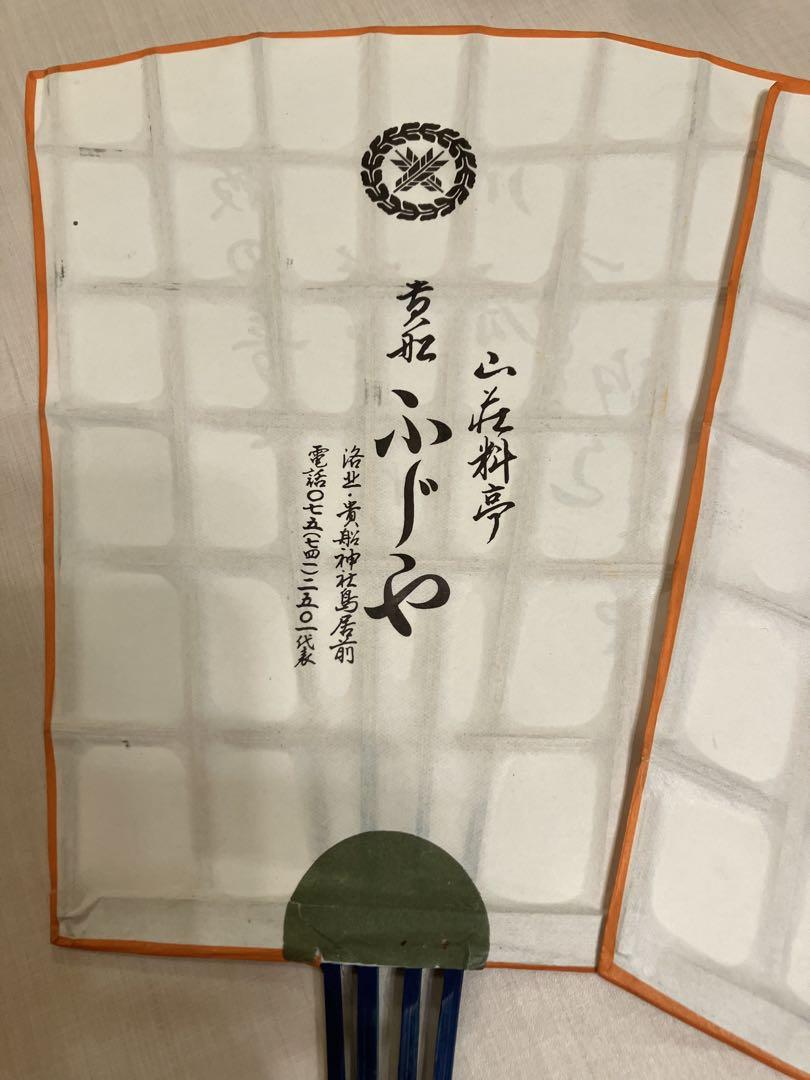 山荘料亭
貴船
ふじや
洛北・貴船神社鳥居前
電話〇七五(七四一)二五〇一代表